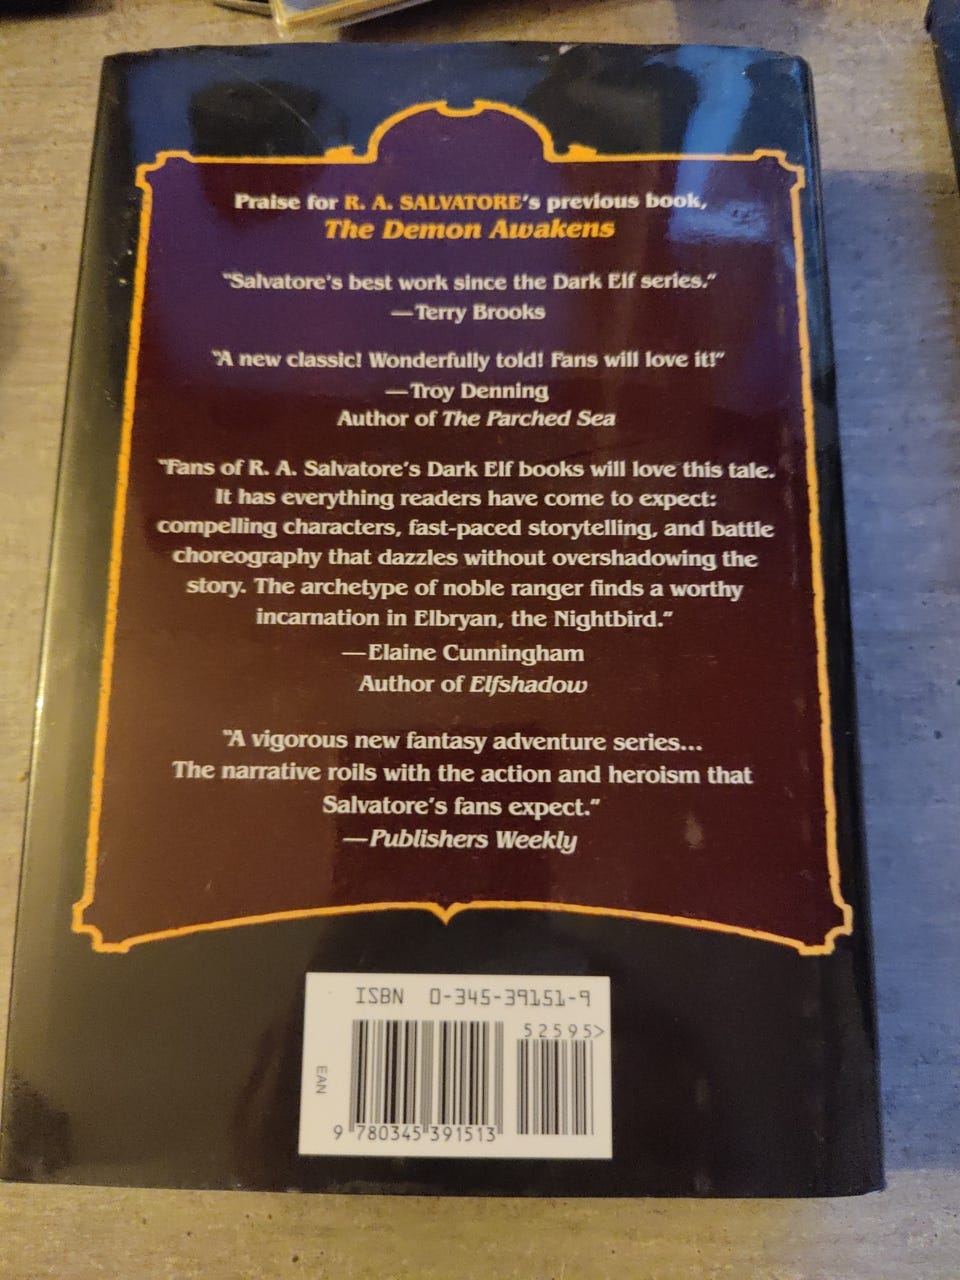 Praise for R. A. SALVATORE's previous book,
The Demon Awakens
"Salvatore's best work since the Dark Elf series."
—Terry Brooks
"A new classic! Wonderfully told! Fans will love it!"
—Troy Denning
Author of The Parched Sea
"Fans of R. A. Salvatore's Dark Elf books will love this tale.
It has everything readers have come to expect:
compelling characters, fast-paced storytelling, and battle
choreography that dazzles without overshadowing the
story. The archetype of noble ranger finds a worthy
incarnation in Elbryan, the Nightbird."
—Elaine Cunningham
Author of Elfshadow
"A vigorous new fantasy adventure series...
The narrative roils with the action and heroism that
Salvatore's fans expect."
—Publishers Weekly
ISBN 0-345-39151-9
52595>
EAN
9 780345 391513